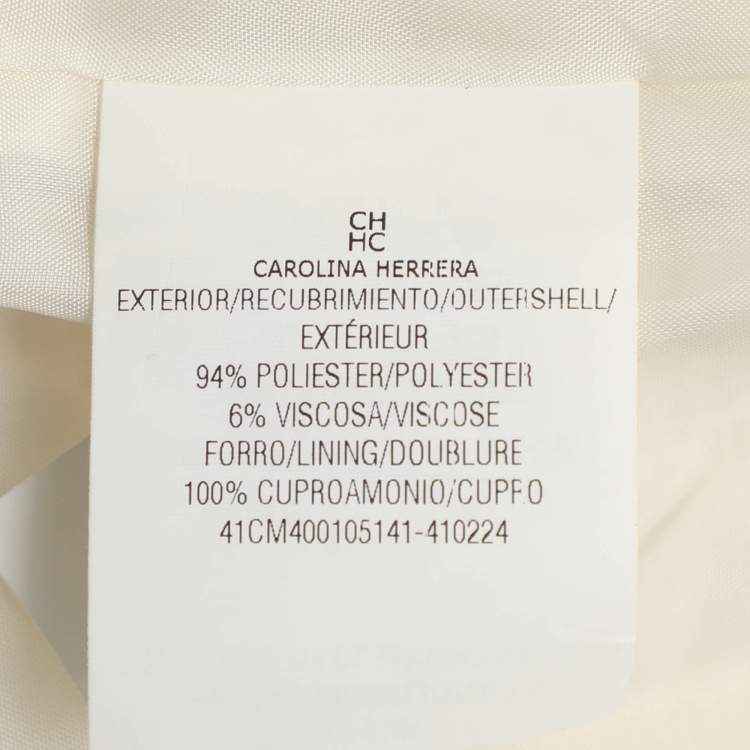 CH
HC
CAROLINA HERRERA
EXTERIOR/RECUBRIMIENTO/OUTERSHELL/
EXTÉRIEUR
94% POLIESTER/POLYESTER
6% VISCOSA/VISCOSE
FORRO/LINING/DOUBLURE
100% CUPROAMONIO/CUPRO
41CM400105141-410224